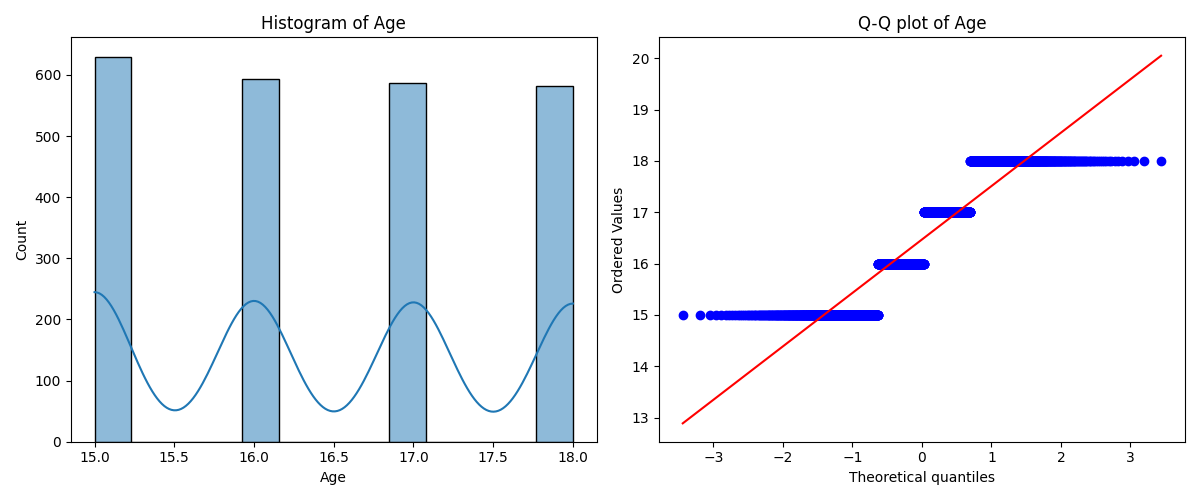 Histogram of Age
Count
600
500
400
300
200
100
0
15.0 15.5 16.0 16.5 17.0 17.5 18.0
Age
Q-Q plot of Age
Ordered Values
20
19
18
17
16
15
14
13
−3 −2 −1 0 1 2 3
Theoretical quantiles